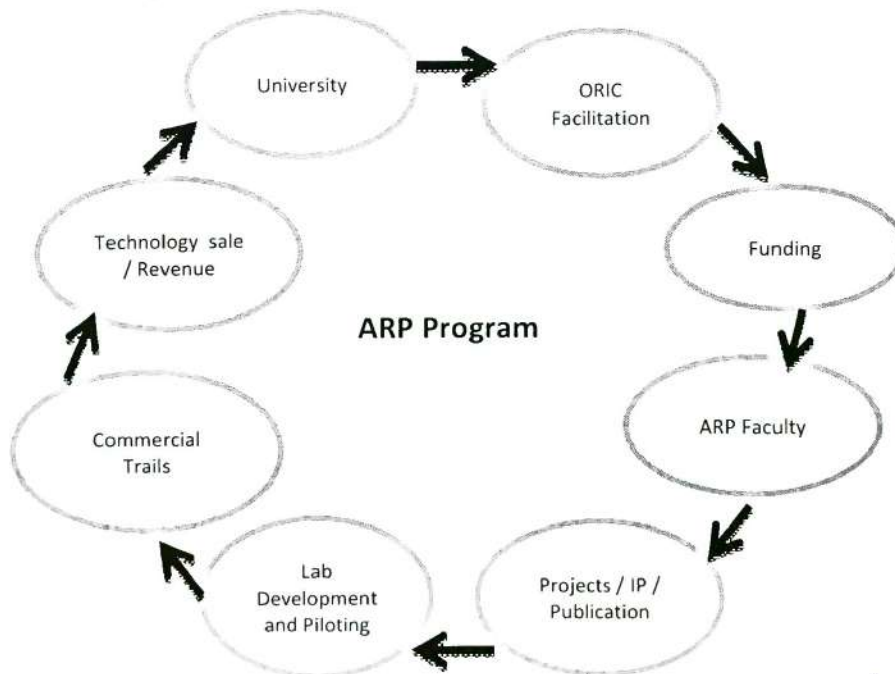 University
ORIC
Facilitation
Funding
ARP Faculty
Projects / IP /
Publication
Lab
Development
and Piloting
Commercial
Trails
Technology sale
/ Revenue
ARP Program